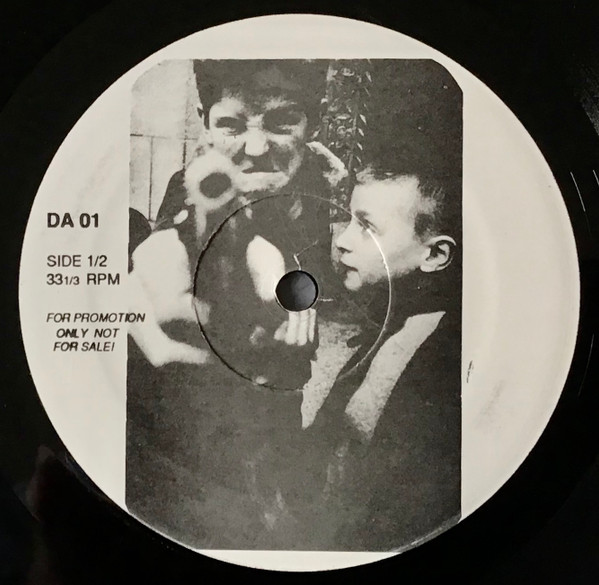 DA 01
SIDE 1/2
33 1/3 RPM
FOR PROMOTION
ONLY NOT
FOR SALE!